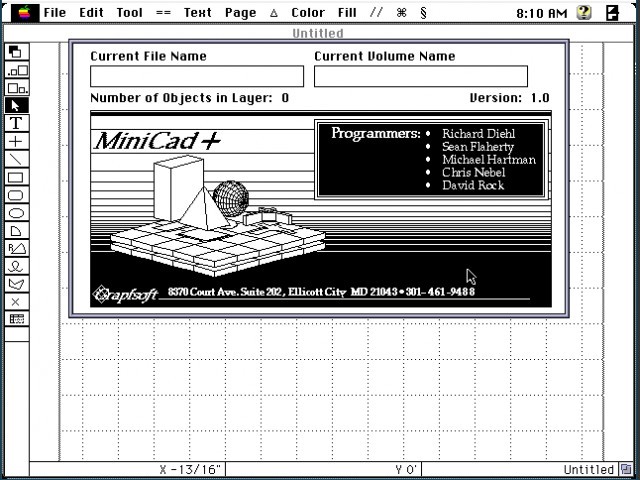 File Edit Tool == Text Page △ Color Fill // ⌘ § 8:10 AM
Untitled
Current File Name Current Volume Name
Number of Objects in Layer: 0 Version: 1.0
MiniCad+
Programmers:
• Richard Diehl
• Sean Flaherty
• Michael Hartman
• Chris Nebel
• David Rock
Graphsoft 8370 Court Ave. Suite 202, Ellicott City MD 21043 • 301-461-9488
T
X -13/16" Y 0' Untitled